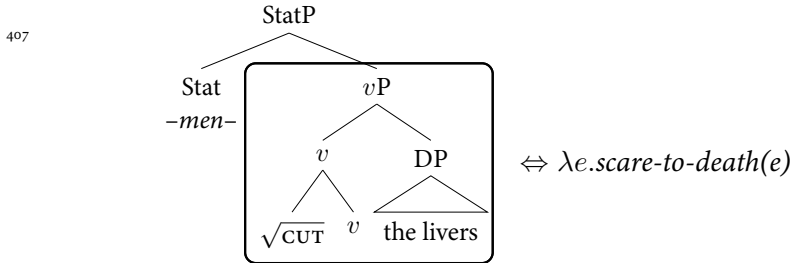 StatP
407
Stat vP
–men–
v DP ⇔ λe.scare-to-death(e)
√CUT v the livers